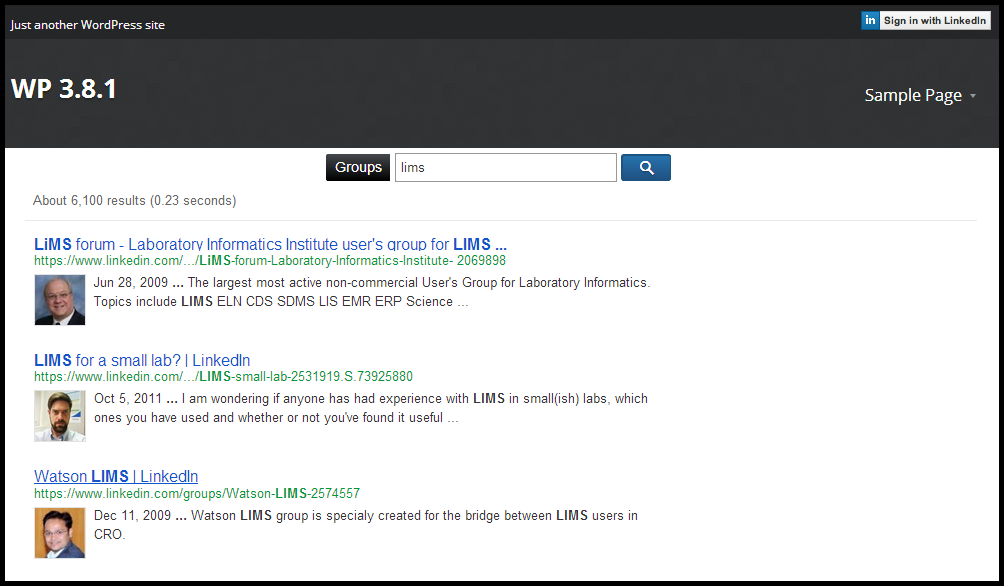 Just another WordPress site
in Sign in with LinkedIn
WP 3.8.1
Sample Page
Groups lims
About 6,100 results (0.23 seconds)
LiMS forum - Laboratory Informatics Institute user's group for LIMS ...
https://www.linkedin.com/.../LiMS-forum-Laboratory-Informatics-Institute- 2069898
Jun 28, 2009 ... The largest most active non-commercial User's Group for Laboratory Informatics.
Topics include LIMS ELN CDS SDMS LIS EMR ERP Science ...
LIMS for a small lab? | LinkedIn
https://www.linkedin.com/.../LIMS-small-lab-2531919.S.73925880
Oct 5, 2011 ... I am wondering if anyone has had experience with LIMS in small(ish) labs, which
ones you have used and whether or not you've found it useful ...
Watson LIMS | LinkedIn
https://www.linkedin.com/groups/Watson-LIMS-2574557
Dec 11, 2009 ... Watson LIMS group is specialy created for the bridge between LIMS users in
CRO.